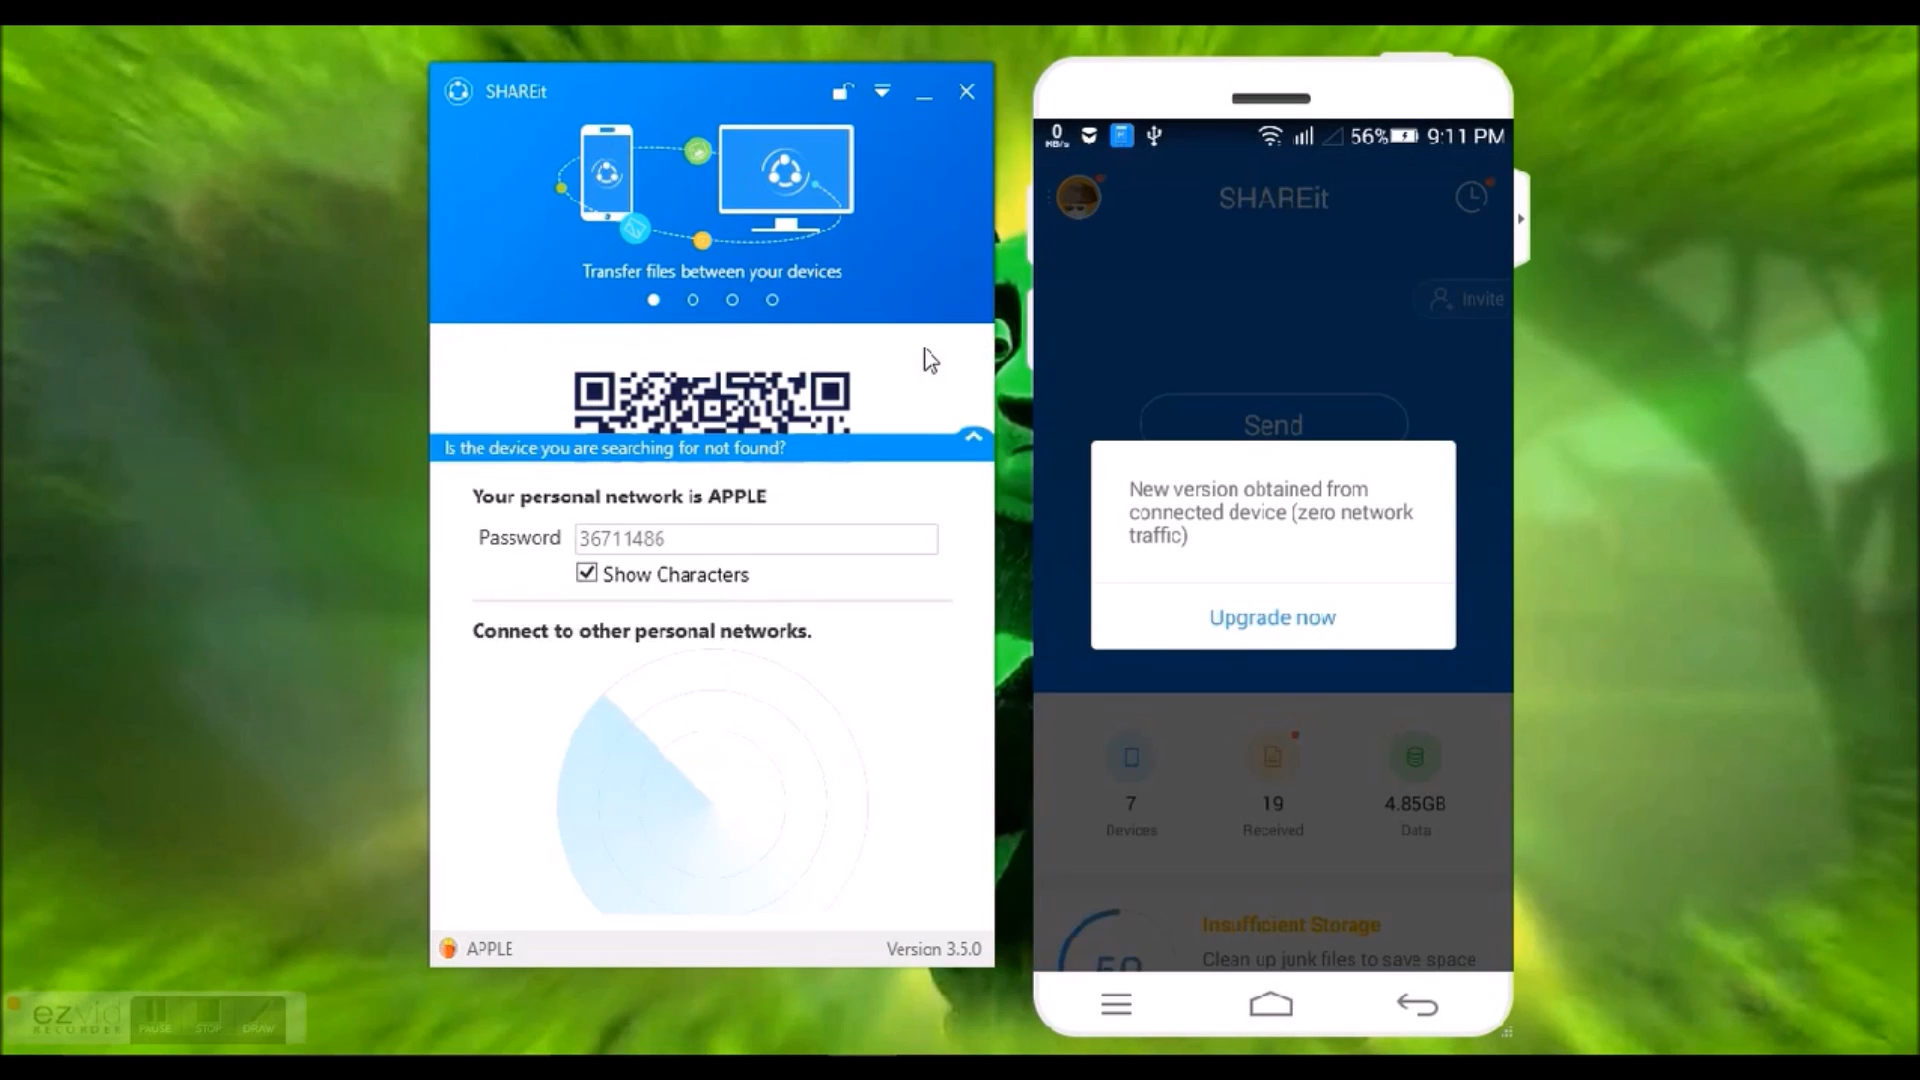 SHAREit
Transfer files between your devices
Is the device you are searching for not found?
Your personal network is APPLE
Password 36711486
Show Characters
Connect to other personal networks.
APPLE Version 3.5.0
0 KB/s 56% 9:11 PM
SHAREit
Invite
Send
New version obtained from
connected device (zero network
traffic)
Upgrade now
7 19 4.85GB
Devices Received Data
Insufficient Storage
Clean up junk files to save space
ezvid
RECORDER PAUSE STOP DRAW